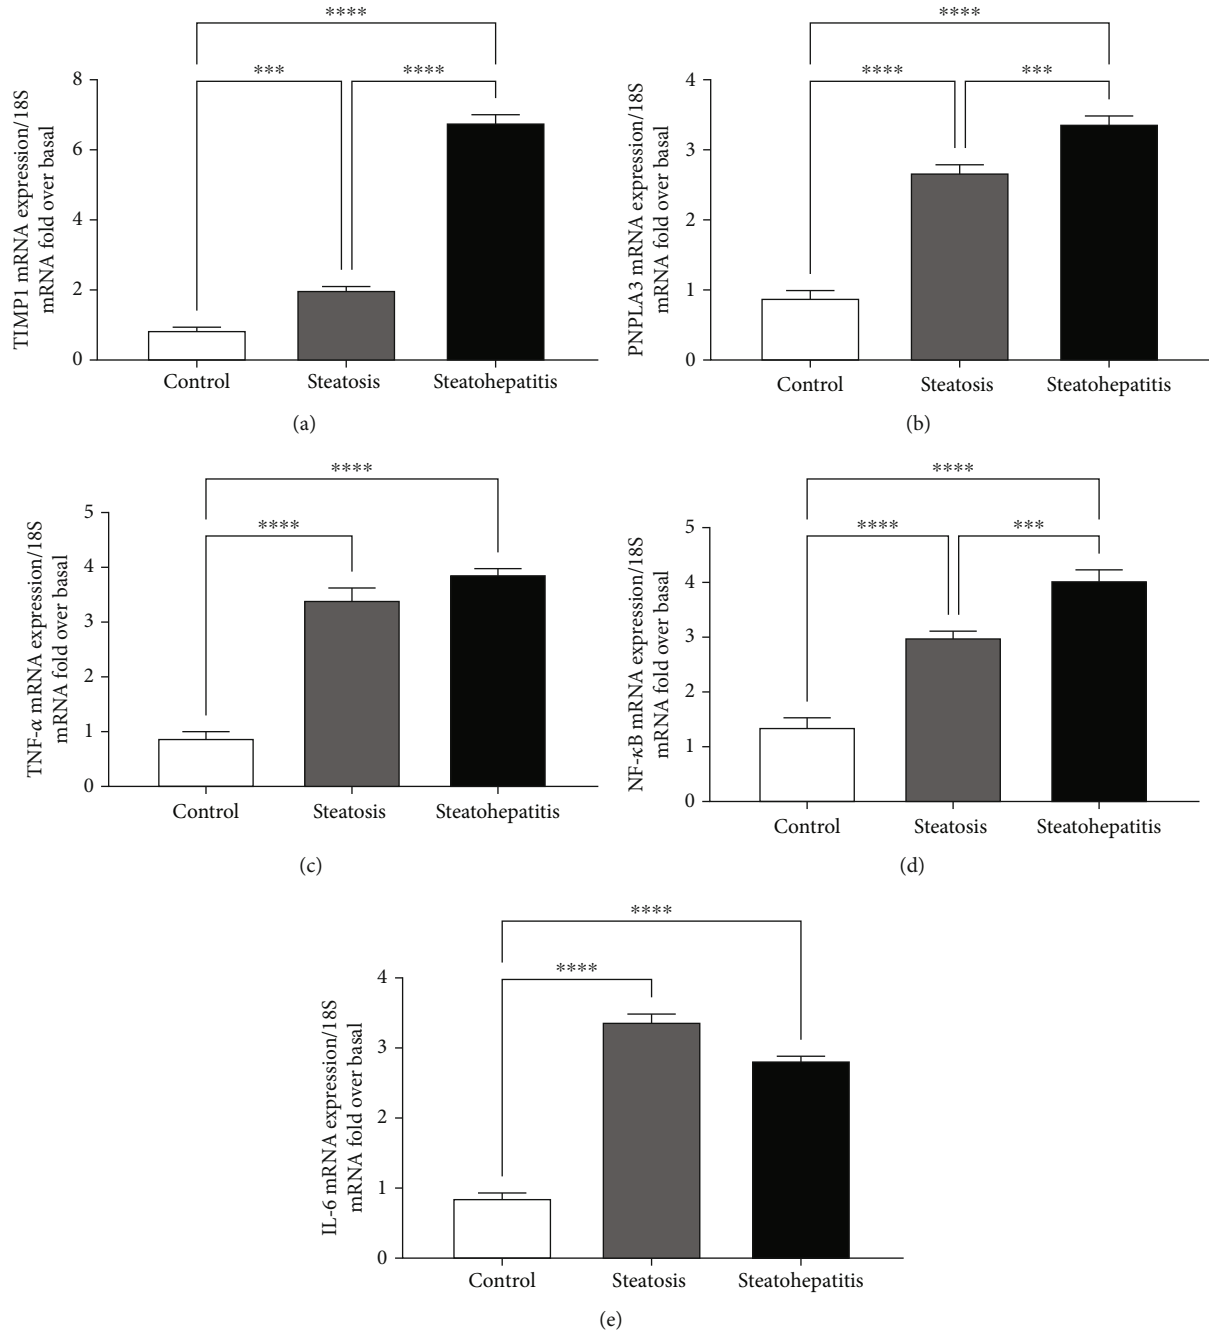 ****
***
****
TIMP1 mRNA expression/18S
mRNA fold over basal
8
6
4
2
0
Control
Steatosis
Steatohepatitis
(a)
****
****
***
PNPLA3 mRNA expression/18S
mRNA fold over basal
4
3
2
1
0
Control
Steatosis
Steatohepatitis
(b)
****
****
TNF-α mRNA expression/18S
mRNA fold over basal
5
4
3
2
1
0
Control
Steatosis
Steatohepatitis
(c)
****
****
***
NF-κB mRNA expression/18S
mRNA fold over basal
5
4
3
2
1
0
Control
Steatosis
Steatohepatitis
(d)
****
****
IL-6 mRNA expression/18S
mRNA fold over basal
4
3
2
1
0
Control
Steatosis
Steatohepatitis
(e)